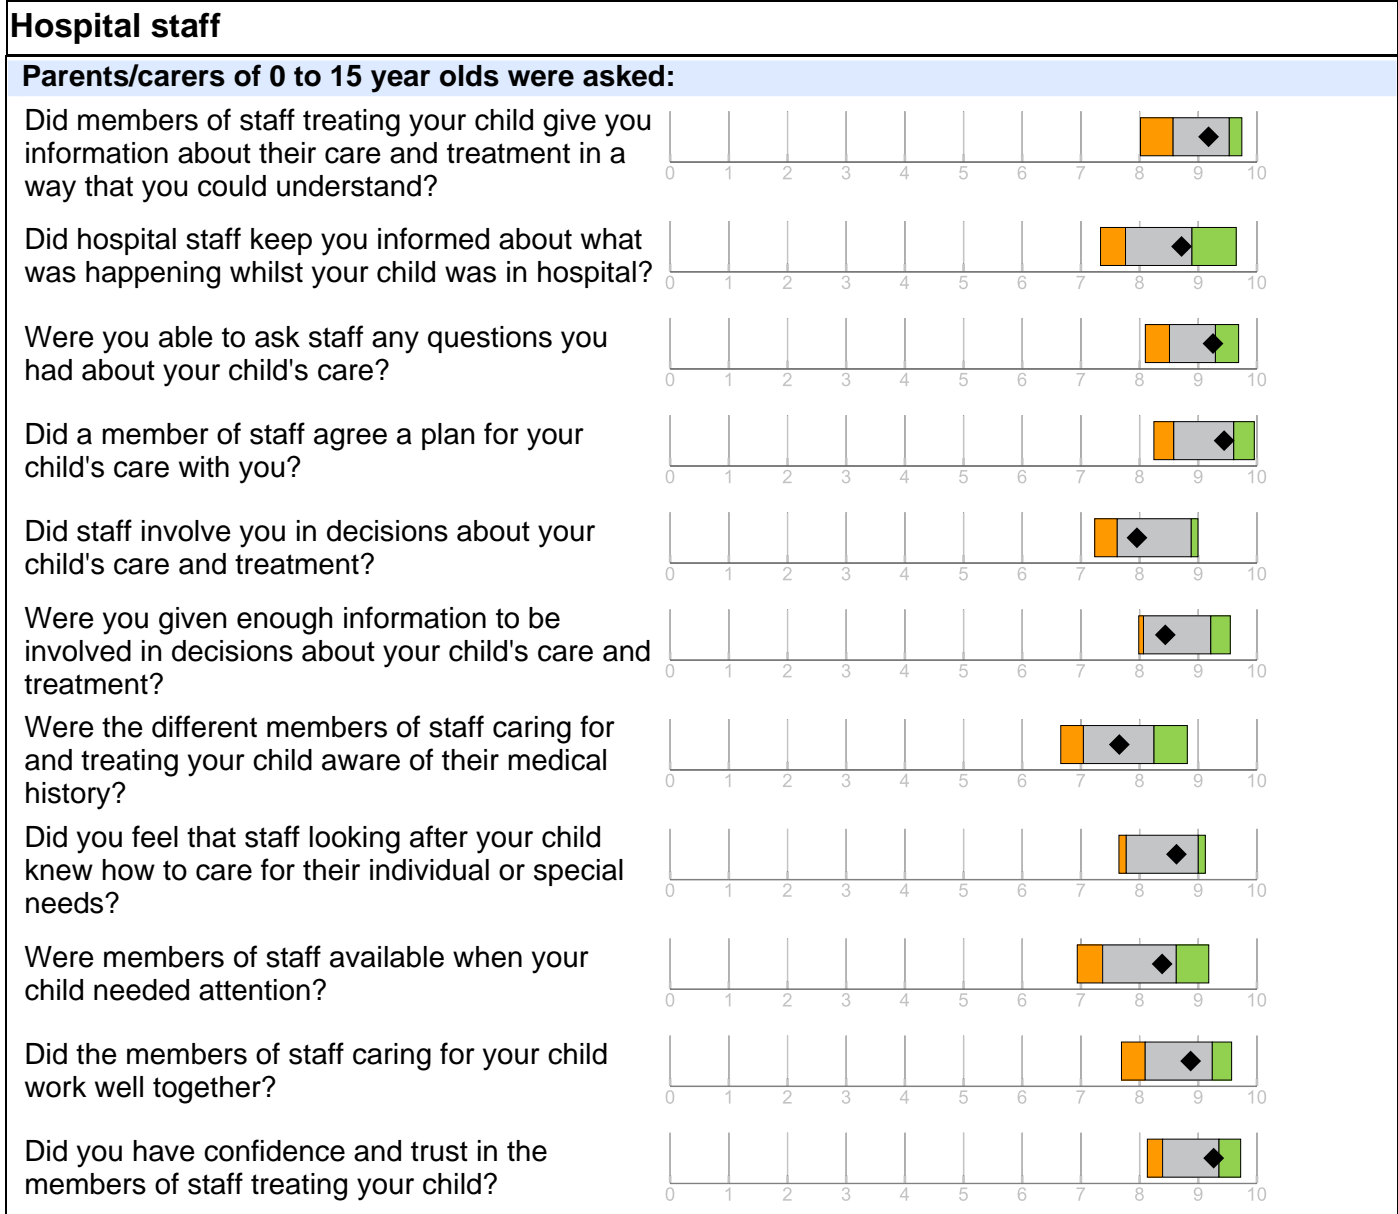 Hospital staff
Parents/carers of 0 to 15 year olds were asked:
Did members of staff treating your child give you
information about their care and treatment in a
way that you could understand?
0 1 2 3 4 5 6 7 8 9 10
Did hospital staff keep you informed about what
was happening whilst your child was in hospital?
0 1 2 3 4 5 6 7 8 9 10
Were you able to ask staff any questions you
had about your child's care?
0 1 2 3 4 5 6 7 8 9 10
Did a member of staff agree a plan for your
child's care with you?
0 1 2 3 4 5 6 7 8 9 10
Did staff involve you in decisions about your
child's care and treatment?
0 1 2 3 4 5 6 7 8 9 10
Were you given enough information to be
involved in decisions about your child's care and
treatment?
0 1 2 3 4 5 6 7 8 9 10
Were the different members of staff caring for
and treating your child aware of their medical
history?
0 1 2 3 4 5 6 7 8 9 10
Did you feel that staff looking after your child
knew how to care for their individual or special
needs?
0 1 2 3 4 5 6 7 8 9 10
Were members of staff available when your
child needed attention?
0 1 2 3 4 5 6 7 8 9 10
Did the members of staff caring for your child
work well together?
0 1 2 3 4 5 6 7 8 9 10
Did you have confidence and trust in the
members of staff treating your child?
0 1 2 3 4 5 6 7 8 9 10